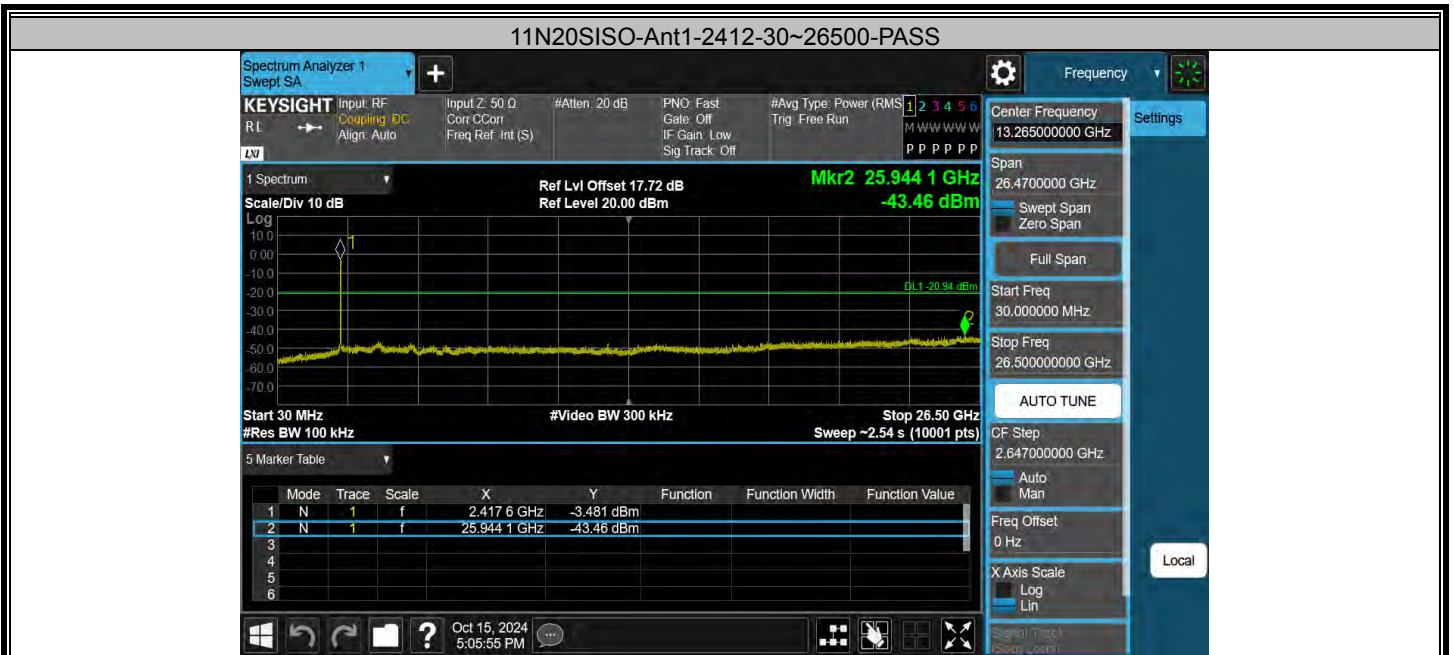 11N20SISO-Ant1-2412-30~26500-PASS
Spectrum Analyzer 1
Swept SA
+
Frequency
KEYSIGHT
RL
LXI
Input: RF
Coupling: DC
Align: Auto
Input Z: 50 Ω
Corr CCorr
Freq Ref: Int (S)
#Atten: 20 dB
PNO: Fast
Gate: Off
IF Gain: Low
Sig Track: Off
#Avg Type: Power (RMS
Trig: Free Run
1 2 3 4 5 6
M W W W W W
P P P P P P
1 Spectrum
Scale/Div 10 dB
Ref Lvl Offset 17.72 dB
Ref Level 20.00 dBm
Mkr2 25.944 1 GHz
-43.46 dBm
Log
10.0
0.00
-10.0
-20.0
-30.0
-40.0
-50.0
-60.0
-70.0
1
2
DL1 -20.94 dBm
Start 30 MHz
#Video BW 300 kHz
Stop 26.50 GHz
#Res BW 100 kHz
Sweep ~2.54 s (10001 pts)
5 Marker Table
Mode Trace Scale X Y Function Function Width Function Value
1 N 1 f 2.417 6 GHz -3.481 dBm
2 N 1 f 25.944 1 GHz -43.46 dBm
3
4
5
6
Center Frequency
13.265000000 GHz
Settings
Span
26.4700000 GHz
Swept Span
Zero Span
Full Span
Start Freq
30.000000 MHz
Stop Freq
26.500000000 GHz
AUTO TUNE
CF Step
2.647000000 GHz
Auto
Man
Freq Offset
0 Hz
X Axis Scale
Log
Lin
Signal Track
(Span Zoom)
Local
?
Oct 15, 2024
5:05:55 PM